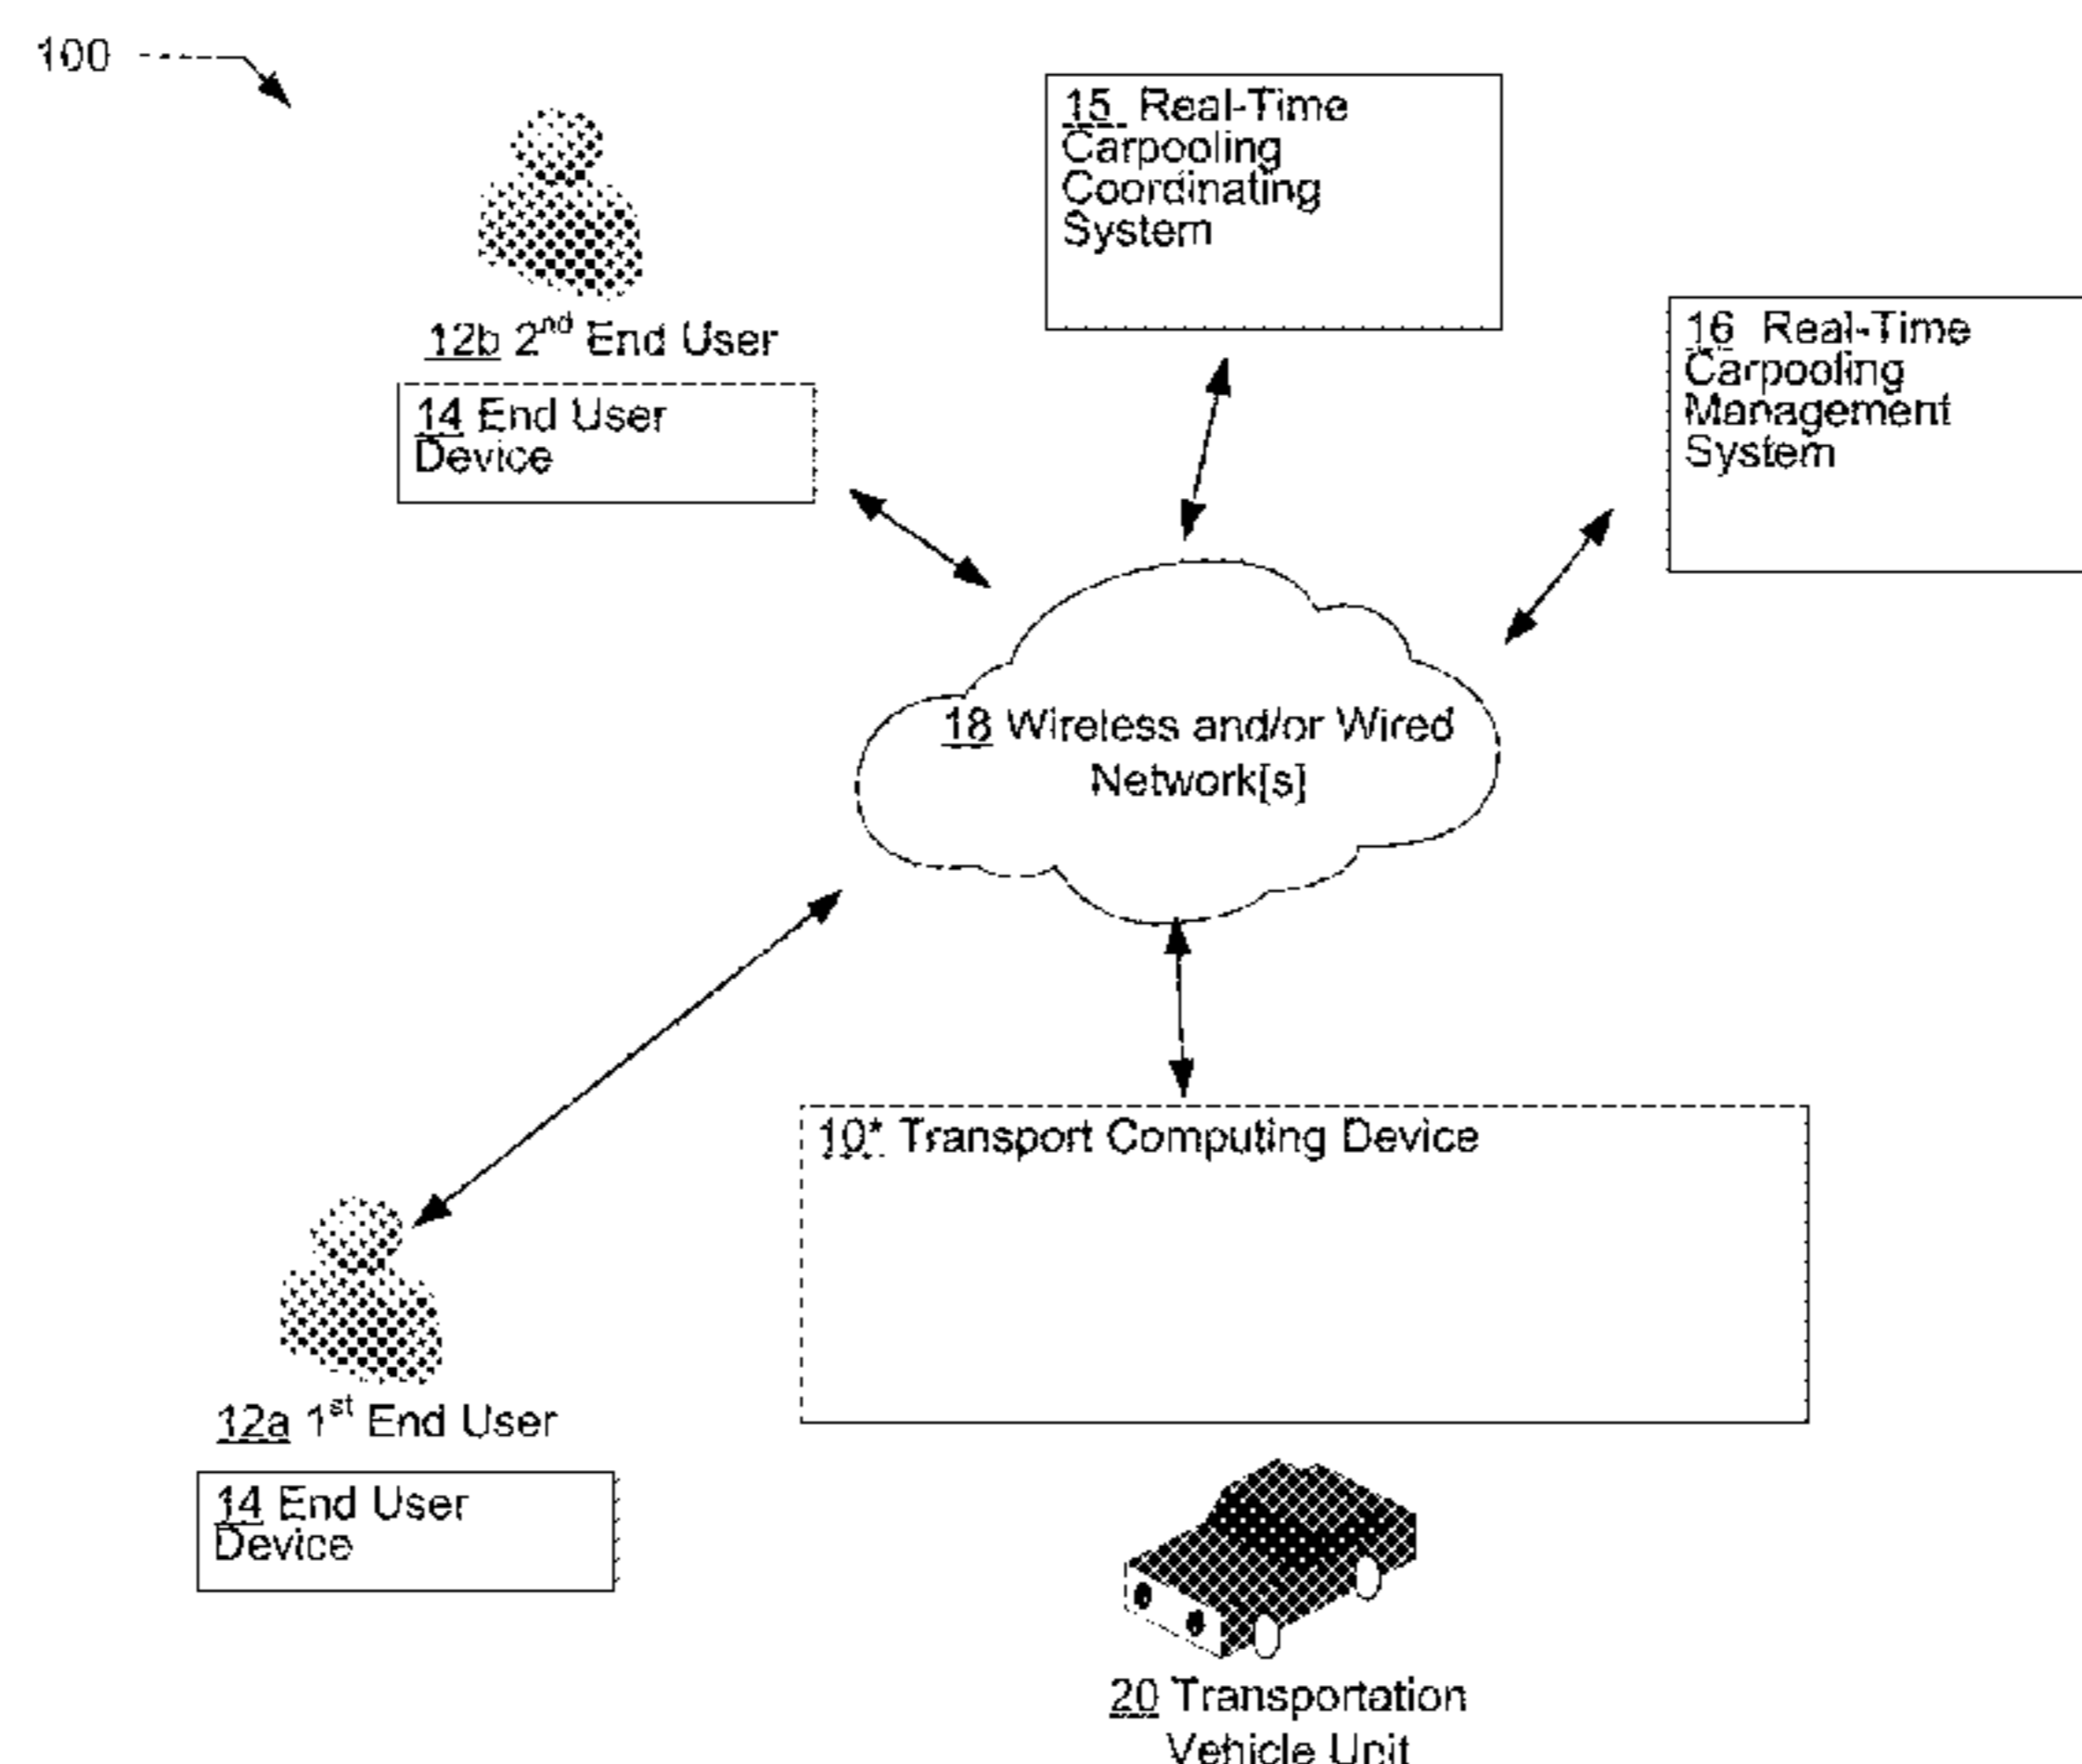 100
15 Real-Time
Carpooling
Coordinating
System
12b 2nd End User
14 End User
Device
16 Real-Time
Carpooling
Management
System
18 Wireless and/or Wired
Network[s]
10* Transport Computing Device
12a 1st End User
14 End User
Device
20 Transportation
Vehicle Unit